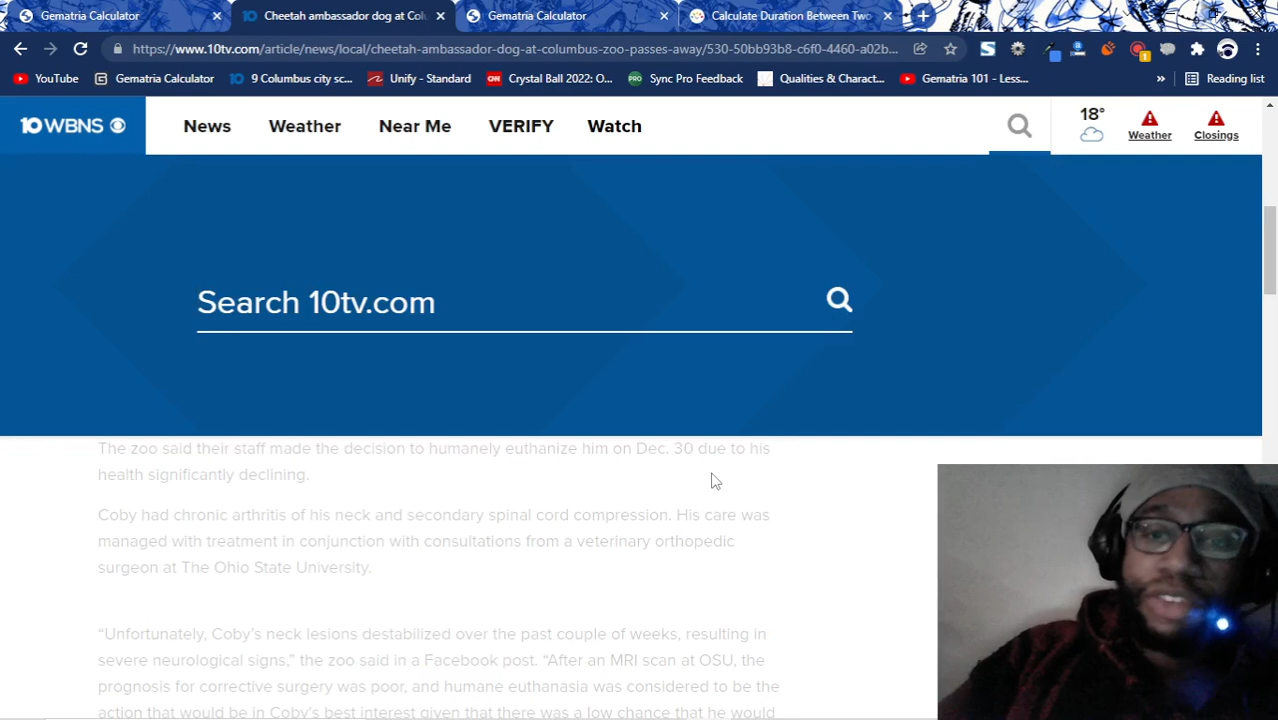 Gematria Calculator
Cheetah ambassador dog at Col
Gematria Calculator
Calculate Duration Between Two
https://www.10tv.com/article/news/local/cheetah-ambassador-dog-at-columbus-zoo-passes-away/530-50bb93b8-c6f0-4460-a02b...
YouTube
Gematria Calculator
9 Columbus city sc...
Unify - Standard
Crystal Ball 2022: O...
Sync Pro Feedback
Qualities & Charact...
Gematria 101 - Less...
»
Reading list
10 WBNS
News
Weather
Near Me
VERIFY
Watch
18°
Weather
Closings
Search 10tv.com
The zoo said their staff made the decision to humanely euthanize him on Dec. 30 due to his
health significantly declining.
Coby had chronic arthritis of his neck and secondary spinal cord compression. His care was
managed with treatment in conjunction with consultations from a veterinary orthopedic
surgeon at The Ohio State University.
“Unfortunately, Coby’s neck lesions destabilized over the past couple of weeks, resulting in
severe neurological signs,” the zoo said in a Facebook post. “After an MRI scan at OSU, the
prognosis for corrective surgery was poor, and humane euthanasia was considered to be the
action that would be in Coby’s best interest given that there was a low chance that he would